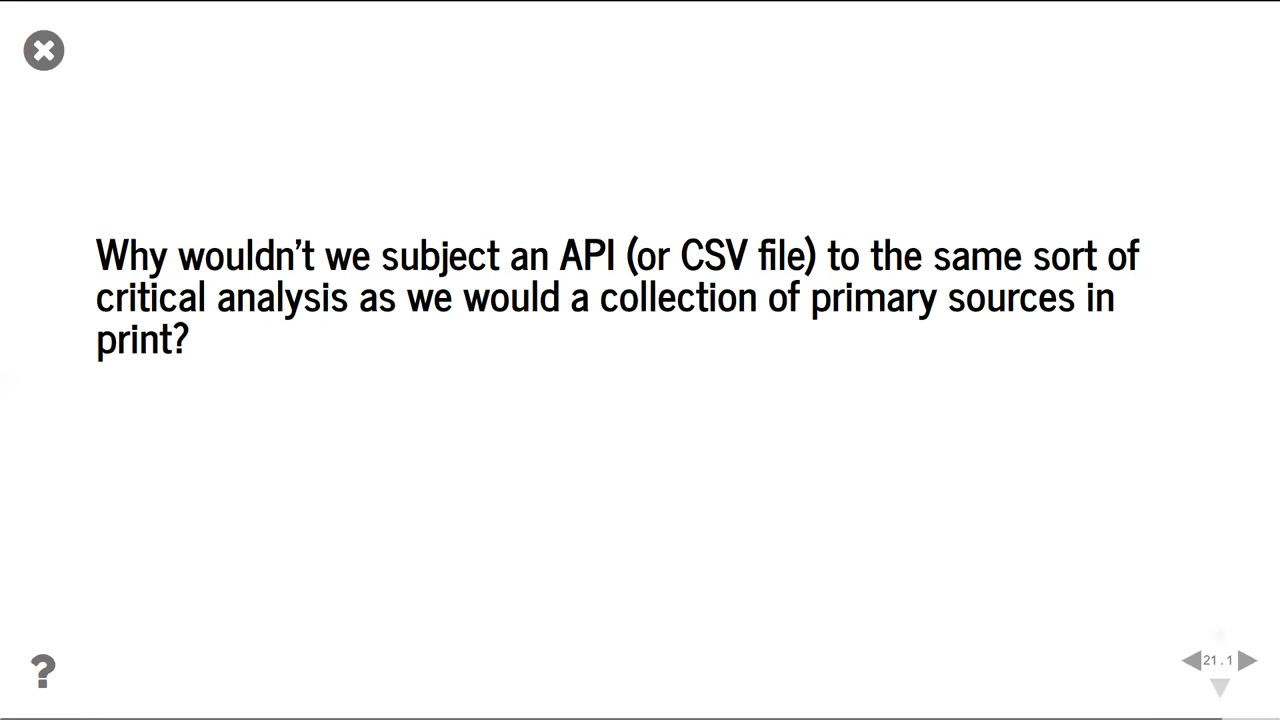 Why wouldn’t we subject an API (or CSV file) to the same sort of
critical analysis as we would a collection of primary sources in
print?
?
21.1